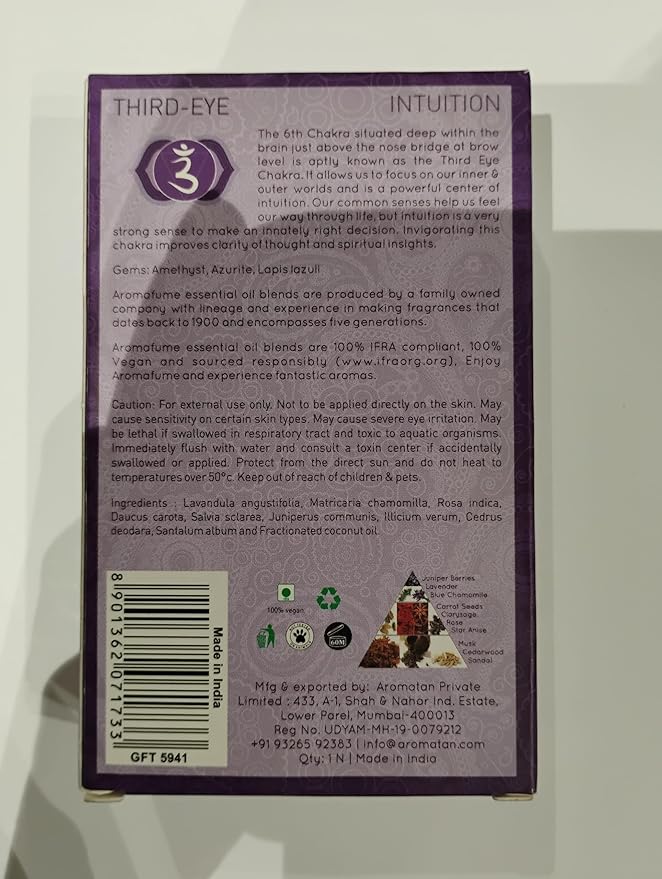 THIRD-EYE INTUITION
The 6th Chakra situated deep within the
brain just above the nose bridge at brow
level is aptly known as the Third Eye
Chakra. It allows us to focus on our inner &
outer worlds and is a powerful center of
intuition. Our common senses help us feel
our way through life, but intuition is a very
strong sense to make an innately right decision. Invigorating this
chakra improves clarity of thought and spiritual insights.
Gems: Amethyst, Azurite, Lapis lazuli
Aromafume essential oil blends are produced by a family owned
company with lineage and experience in making fragrances that
dates back to 1900 and encompasses five generations.
Aromafume essential oil blends are 100% IFRA compliant, 100%
Vegan and sourced responsibly (www.ifraorg.org), Enjoy
Aromafume and experience fantastic aromas.
Caution: For external use only. Not to be applied directly on the skin. May
cause sensitivity on certain skin types. May cause severe eye irritation. May
be lethal if swallowed in respiratory tract and toxic to aquatic organisms.
Immediately flush with water and consult a toxin center if accidentally
swallowed or applied. Protect from the direct sun and do not heat to
temperatures over 50°c. Keep out of reach of children & pets.
Ingredients : Lavandula angustifolia, Matricaria chamomilla, Rosa indica,
Daucus carota, Salvia sclarea, Juniperus communis, Illicium verum, Cedrus
deodara, Santalum album and Fractionated coconut oil.
8901362071733
Made in India
GFT 5941
100% vegan
60M
Juniper Berries
Lavender
Blue Chamomile
Carrot Seeds
Clarysage
Rose
Star Anise
Musk
Cedarwood
Sandal
Mfg & exported by: Aromatan Private
Limited : 433, A-1, Shah & Nahor Ind. Estate,
Lower Parel, Mumbai-400013
Reg No. UDYAM-MH-19-0079212
+91 93265 92383 | info@aromatan.com
Qty: 1 N | Made in India